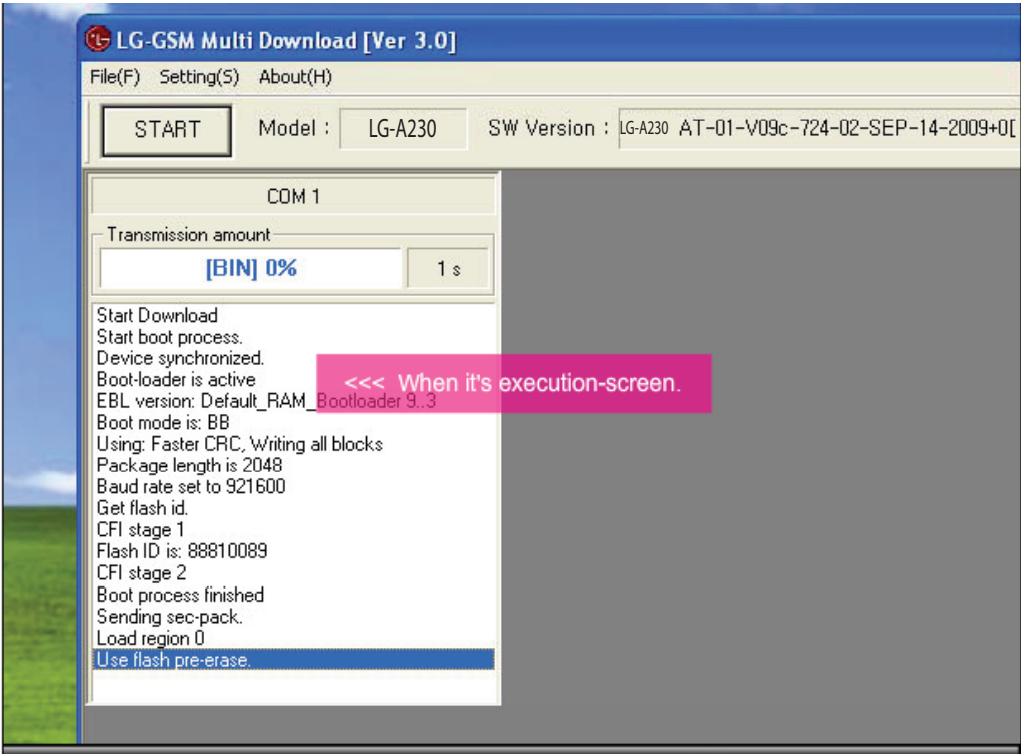 LG-GSM Multi Download [Ver 3.0]
File(F) Setting(S) About(H)
START Model : LG-A230 SW Version : LG-A230 AT-01-V09c-724-02-SEP-14-2009+0[
COM 1
Transmission amount
[BIN] 0% 1 s
Start Download
Start boot process.
Device synchronized.
Boot-loader is active
<<< When it's execution-screen.
EBL version: Default_RAM_Bootloader 9..3
Boot mode is: BB
Using: Faster CRC, Writing all blocks
Package length is 2048
Baud rate set to 921600
Get flash id.
CFI stage 1
Flash ID is: 88810089
CFI stage 2
Boot process finished
Sending sec-pack.
Load region 0
Use flash pre-erase.